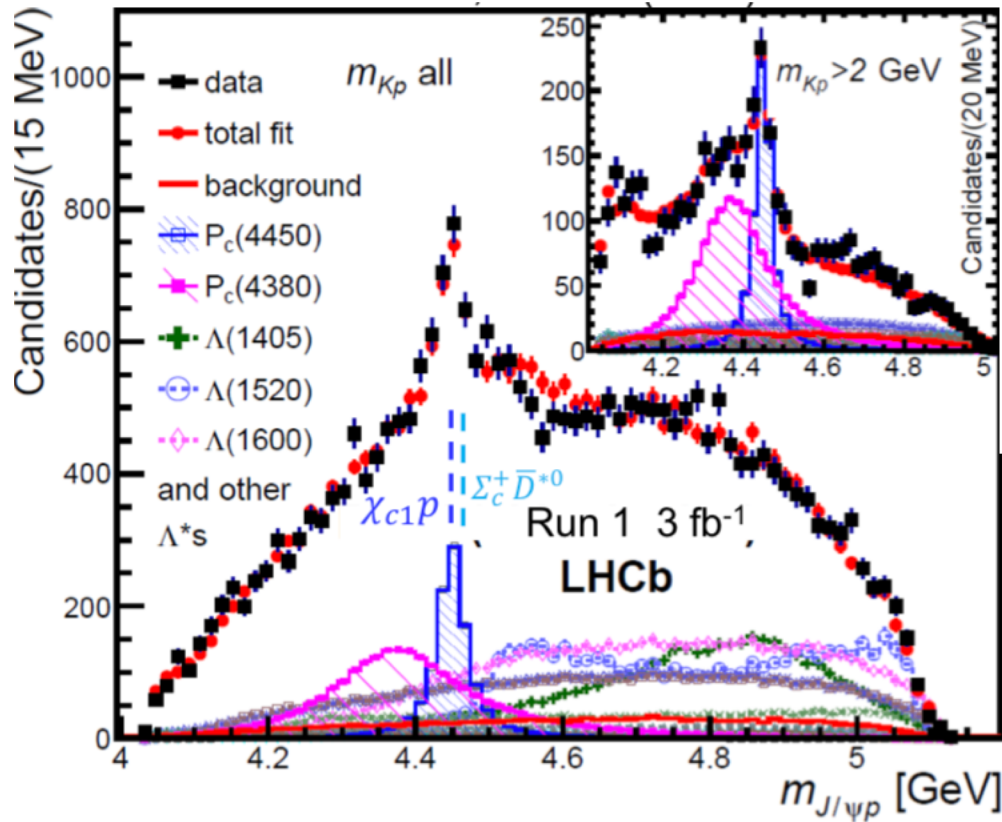 Candidates/(15 MeV)
1000
800
600
400
200
0
data
total fit
background
P_c(4450)
P_c(4380)
Λ(1405)
Λ(1520)
Λ(1600)
and other
Λ*s
m_Kp all
χ_c1 p
Σ_c^+ D̄^*0
Run 1 3 fb⁻¹
LHCb
4 4.2 4.4 4.6 4.8 5
m_J/ψp [GeV]
m_Kp>2 GeV
Candidates/(20 MeV)
250
200
150
100
50
0
4.2 4.4 4.6 4.8 5